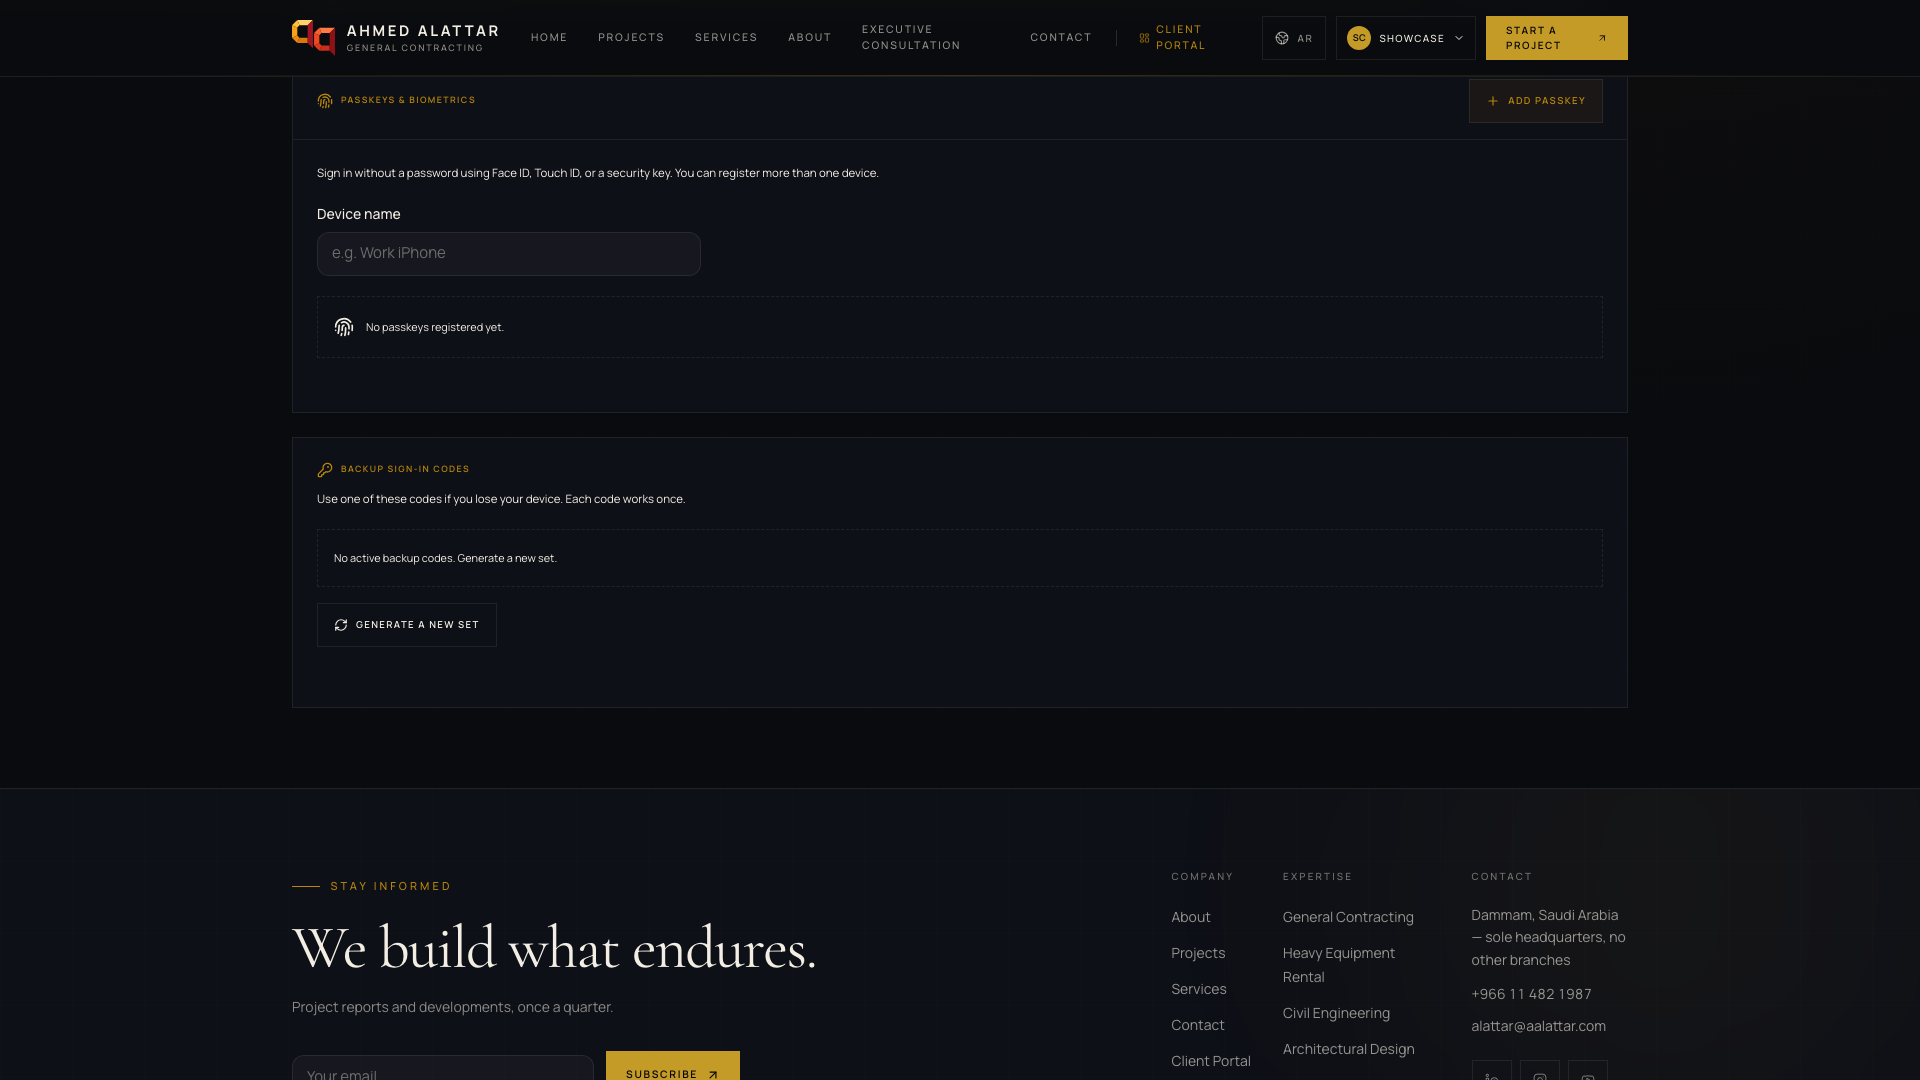 AHMED ALATTAR
GENERAL CONTRACTING
HOME
PROJECTS
SERVICES
ABOUT
EXECUTIVE
CONSULTATION
CONTACT
CLIENT
PORTAL
AR
SC
SHOWCASE
START A
PROJECT
PASSKEYS & BIOMETRICS
ADD PASSKEY
Sign in without a password using Face ID, Touch ID, or a security key. You can register more than one device.
Device name
e.g. Work iPhone
No passkeys registered yet.
BACKUP SIGN-IN CODES
Use one of these codes if you lose your device. Each code works once.
No active backup codes. Generate a new set.
GENERATE A NEW SET
STAY INFORMED
We build what endures.
Project reports and developments, once a quarter.
Your email
SUBSCRIBE
COMPANY
About
Projects
Services
Contact
Client Portal
EXPERTISE
General Contracting
Heavy Equipment
Rental
Civil Engineering
Architectural Design
CONTACT
Dammam, Saudi Arabia
— sole headquarters, no
other branches
+966 11 482 1987
alattar@aalattar.com